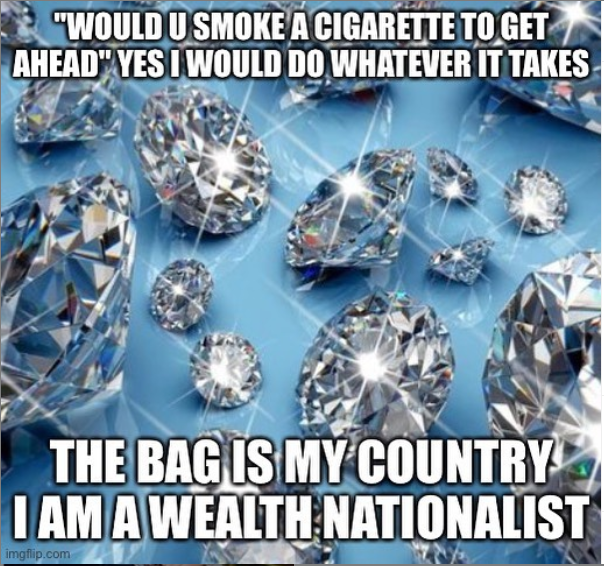 "WOULD U SMOKE A CIGARETTE TO GET
AHEAD" YES I WOULD DO WHATEVER IT TAKES
THE BAG IS MY COUNTRY
I AM A WEALTH NATIONALIST
imgflip.com